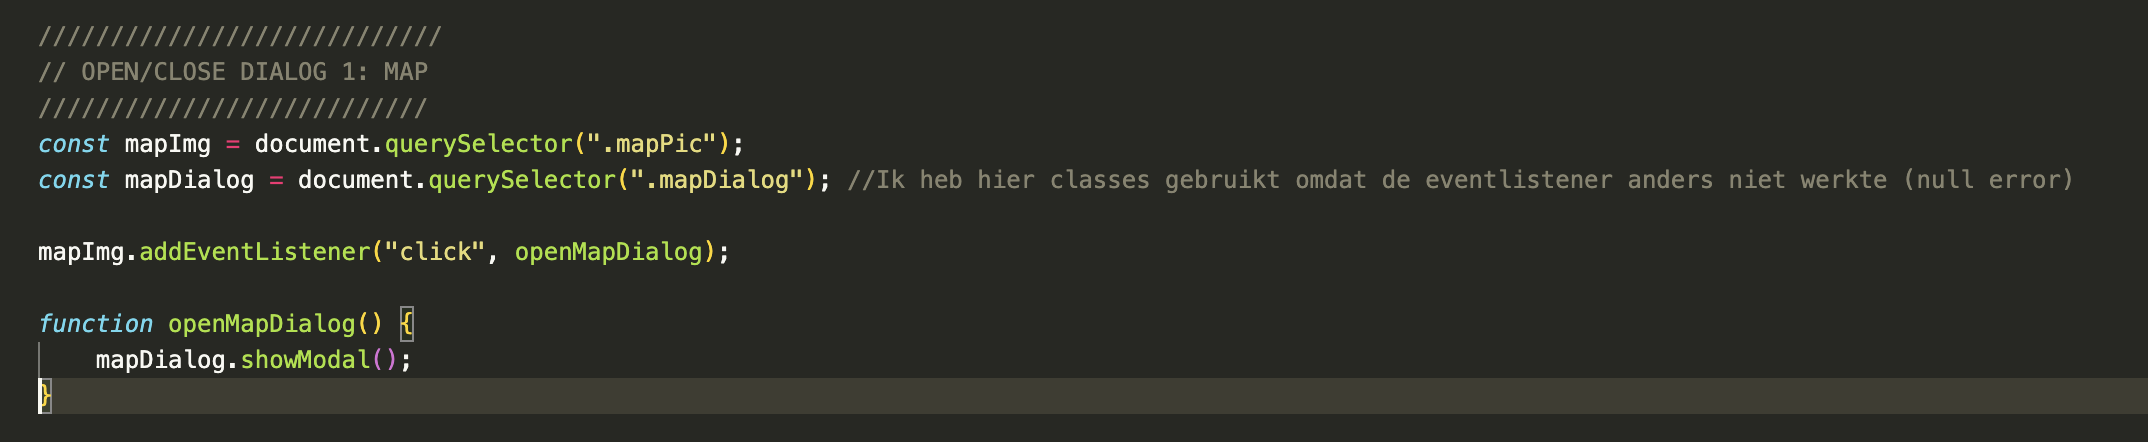 ////////////////////////////
// OPEN/CLOSE DIALOG 1: MAP
///////////////////////////
const mapImg = document.querySelector(".mapPic");
const mapDialog = document.querySelector(".mapDialog"); //Ik heb hier classes gebruikt omdat de eventlistener anders niet werkte (null error)
mapImg.addEventListener("click", openMapDialog);
function openMapDialog() {
    mapDialog.showModal();
}